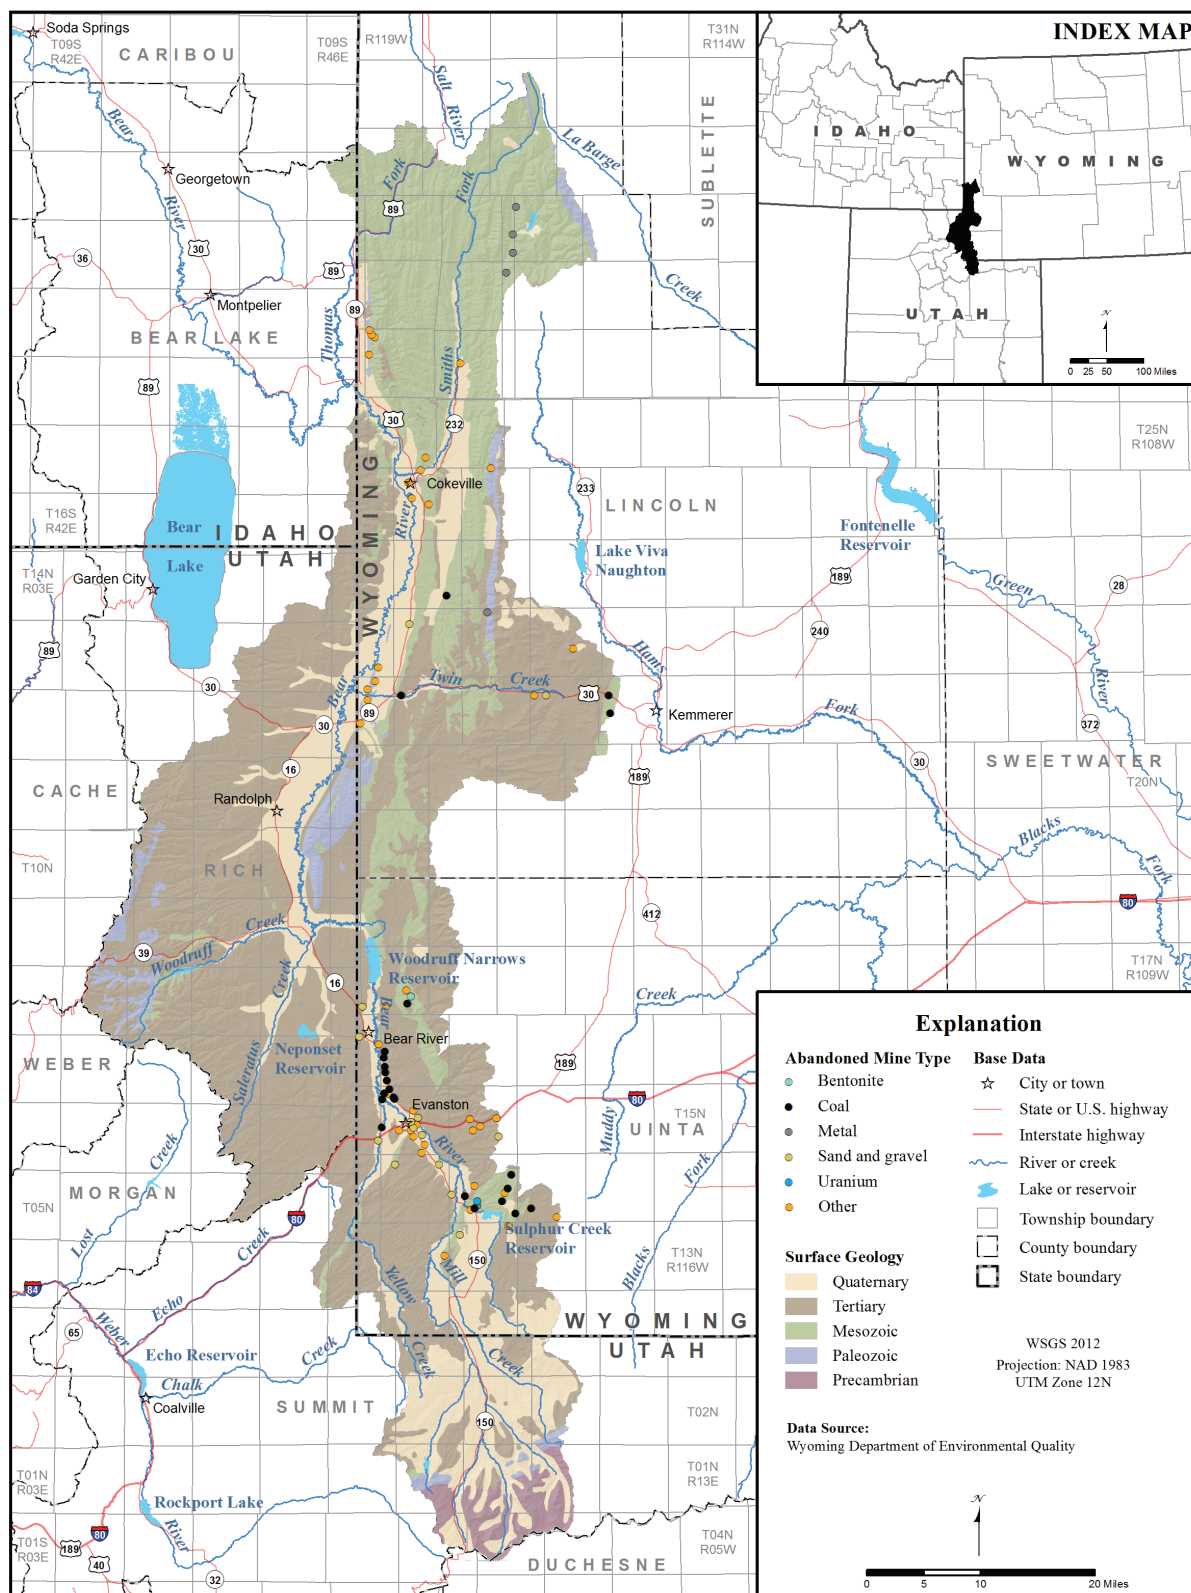 Soda Springs
T09S
R42E
CARIBOU
T09S
R46E
R119W
T31N
R114W
INDEX MAP
IDAHO
WYOMING
UTAH
0 25 50 100 Miles
N
Salt River
Bear River
Georgetown
Fork
Fork
La Barge
Creek
SUBLETTE
89
30
36
89
Montpelier
89
BEAR LAKE
Thomas
Smiths
89
30
232
T25N
R108W
Cokeville
WYOMING
River
233
LINCOLN
T16S
R42E
Bear
Lake
IDAHO
UTAH
Fontenelle
Reservoir
Lake Viva
Naughton
T14N
R03E
Garden City
189
Green
River
28
89
240
Hams
Fork
30
Bear
Twin
Creek
30
89
30
Kemmerer
372
16
189
30
SWEETWATER
T20N
CACHE
Randolph
Blacks
Fork
T10N
RICH
412
80
Creek
39
Woodruff
Creek
Woodruff Narrows
Reservoir
T17N
R109W
16
Bear
Creek
Bear River
Neponset
Reservoir
Saleratus
WEBER
189
80
Evanston
T15N
UINTA
Muddy
Fork
River
Creek
MORGAN
T05N
Lost
80
Creek
Sulphur Creek
Reservoir
150
T13N
R116W
Blacks
84
Echo
Mill
Yellow
65
Weber
WYOMING
UTAH
Echo Reservoir
Creek
Creek
Creek
Chalk
Coalville
SUMMIT
150
T02N
T01N
R03E
T01N
R13E
Rockport Lake
River
80
T01S
R03E
189
40
32
T04N
R05W
DUCHESNE
Explanation
Abandoned Mine Type
Bentonite
Coal
Metal
Sand and gravel
Uranium
Other
Surface Geology
Quaternary
Tertiary
Mesozoic
Paleozoic
Precambrian
Base Data
City or town
State or U.S. highway
Interstate highway
River or creek
Lake or reservoir
Township boundary
County boundary
State boundary
WSGS 2012
Projection: NAD 1983
UTM Zone 12N
Data Source:
Wyoming Department of Environmental Quality
N
0 5 10 20 Miles